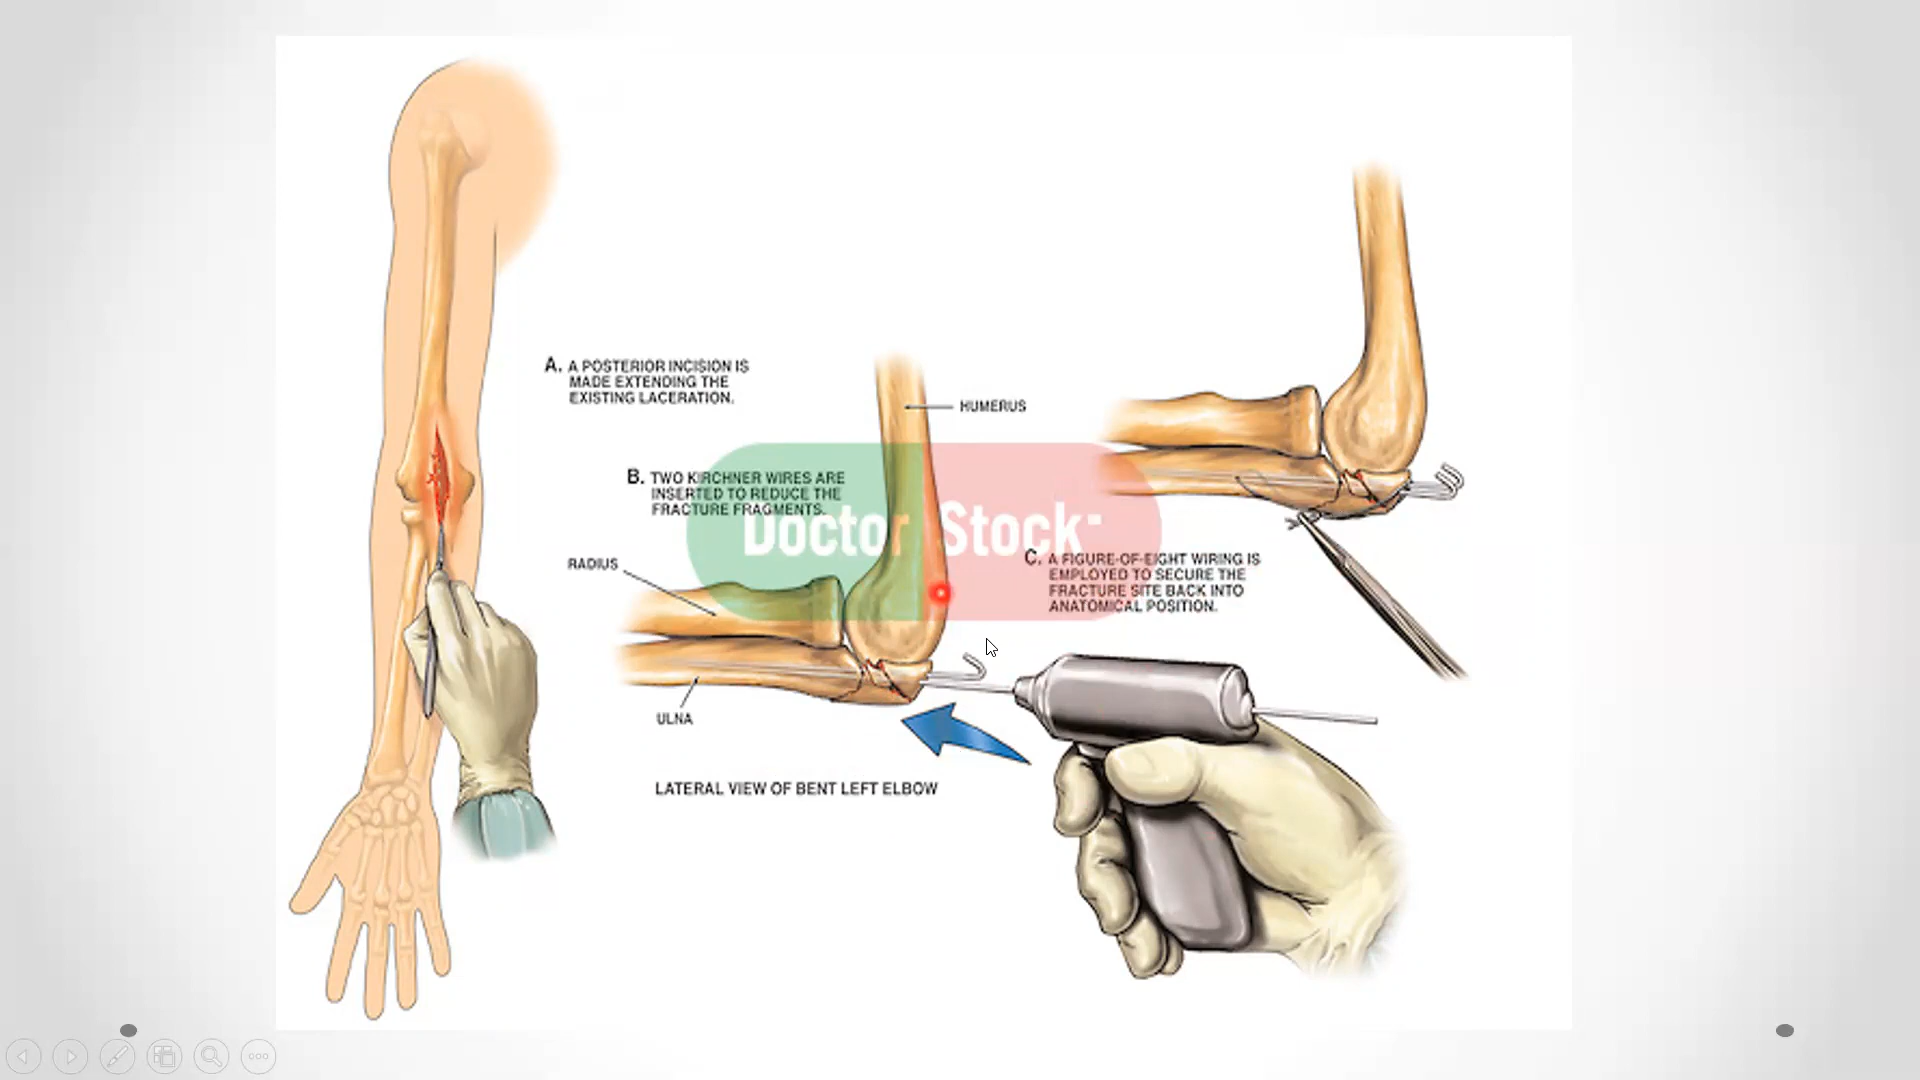 A. A POSTERIOR INCISION IS
MADE EXTENDING THE
EXISTING LACERATION.
HUMERUS
B. TWO KIRCHNER WIRES ARE
INSERTED TO REDUCE THE
FRACTURE FRAGMENTS.
Doctor Stock
RADIUS
C. A FIGURE-OF-EIGHT WIRING IS
EMPLOYED TO SECURE THE
FRACTURE SITE BACK INTO
ANATOMICAL POSITION.
ULNA
LATERAL VIEW OF BENT LEFT ELBOW